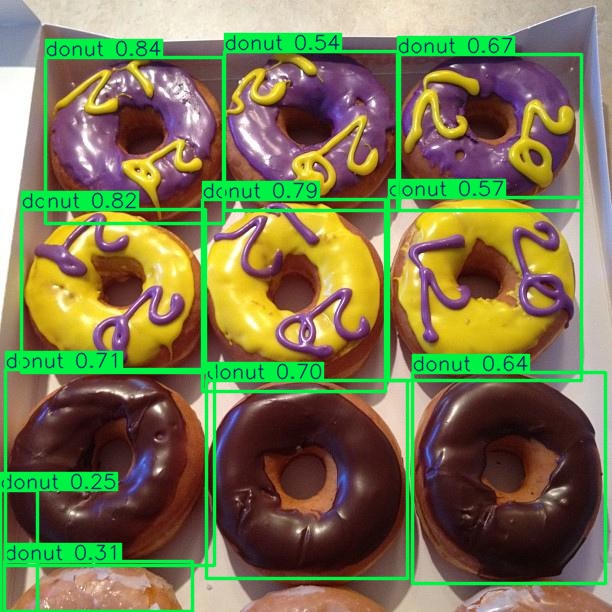 donut 0.84
donut 0.54
donut 0.67
donut 0.82
donut 0.79
donut 0.57
donut 0.71
donut 0.70
donut 0.64
donut 0.25
donut 0.31